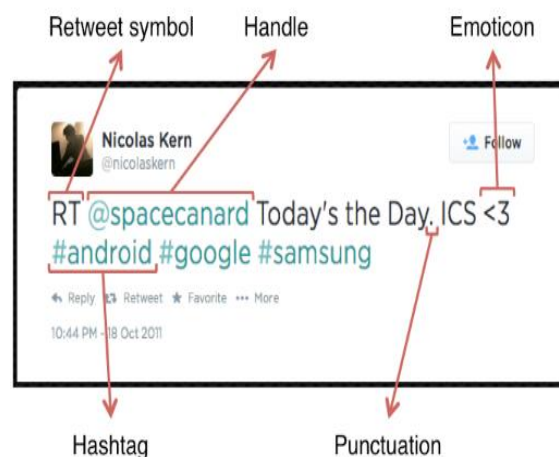 Retweet symbol Handle Emoticon
Nicolas Kern
@nicolaskern
Follow
RT @spacecanard Today's the Day. ICS <3
#android #google #samsung
Reply Retweet Favorite More
10:44 PM - 18 Oct 2011
Hashtag Punctuation